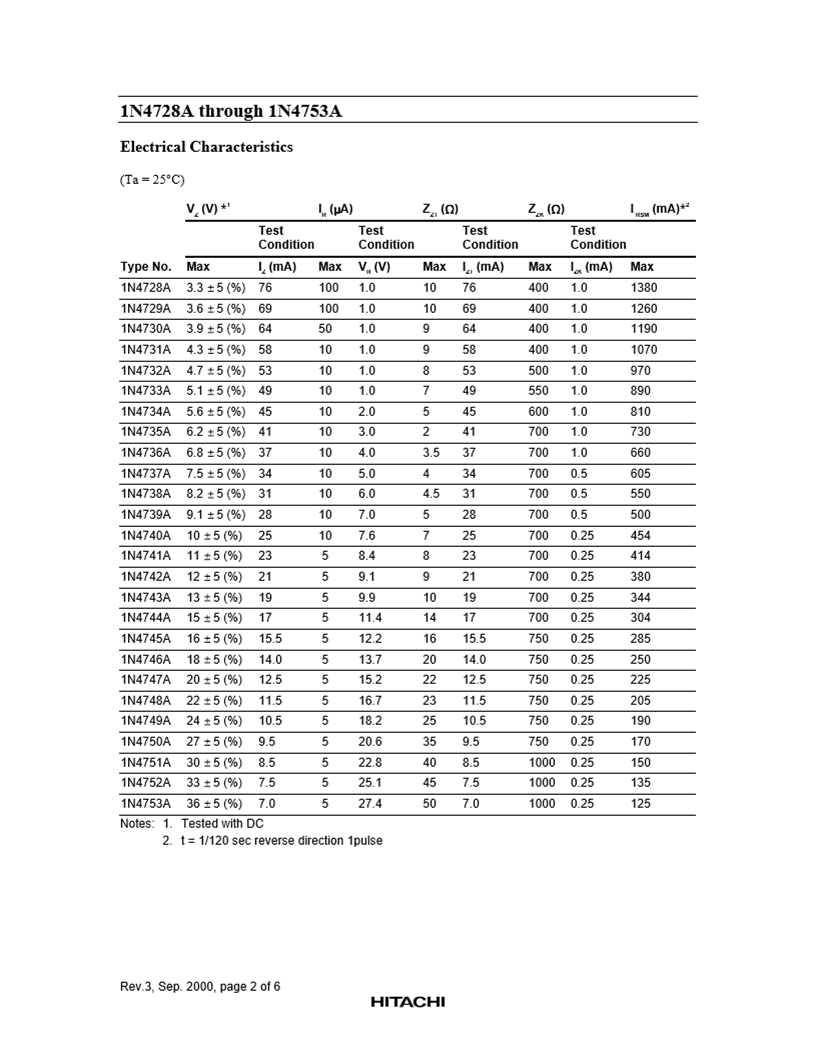 1N4728A through 1N4753A
Electrical Characteristics
(Ta = 25°C)
VZ (V) *1 IR (µA) ZZT (Ω) ZZK (Ω) IRSM (mA)*2
Test Condition Test Condition Test Condition Test Condition
Type No. Max IZ (mA) Max VR (V) Max IZT (mA) Max IZK (mA) Max
1N4728A 3.3 ± 5 (%) 76 100 1.0 10 76 400 1.0 1380
1N4729A 3.6 ± 5 (%) 69 100 1.0 10 69 400 1.0 1260
1N4730A 3.9 ± 5 (%) 64 50 1.0 9 64 400 1.0 1190
1N4731A 4.3 ± 5 (%) 58 10 1.0 9 58 400 1.0 1070
1N4732A 4.7 ± 5 (%) 53 10 1.0 8 53 500 1.0 970
1N4733A 5.1 ± 5 (%) 49 10 1.0 7 49 550 1.0 890
1N4734A 5.6 ± 5 (%) 45 10 2.0 5 45 600 1.0 810
1N4735A 6.2 ± 5 (%) 41 10 3.0 2 41 700 1.0 730
1N4736A 6.8 ± 5 (%) 37 10 4.0 3.5 37 700 1.0 660
1N4737A 7.5 ± 5 (%) 34 10 5.0 4 34 700 0.5 605
1N4738A 8.2 ± 5 (%) 31 10 6.0 4.5 31 700 0.5 550
1N4739A 9.1 ± 5 (%) 28 10 7.0 5 28 700 0.5 500
1N4740A 10 ± 5 (%) 25 10 7.6 7 25 700 0.25 454
1N4741A 11 ± 5 (%) 23 5 8.4 8 23 700 0.25 414
1N4742A 12 ± 5 (%) 21 5 9.1 9 21 700 0.25 380
1N4743A 13 ± 5 (%) 19 5 9.9 10 19 700 0.25 344
1N4744A 15 ± 5 (%) 17 5 11.4 14 17 700 0.25 304
1N4745A 16 ± 5 (%) 15.5 5 12.2 16 15.5 750 0.25 285
1N4746A 18 ± 5 (%) 14.0 5 13.7 20 14.0 750 0.25 250
1N4747A 20 ± 5 (%) 12.5 5 15.2 22 12.5 750 0.25 225
1N4748A 22 ± 5 (%) 11.5 5 16.7 23 11.5 750 0.25 205
1N4749A 24 ± 5 (%) 10.5 5 18.2 25 10.5 750 0.25 190
1N4750A 27 ± 5 (%) 9.5 5 20.6 35 9.5 750 0.25 170
1N4751A 30 ± 5 (%) 8.5 5 22.8 40 8.5 1000 0.25 150
1N4752A 33 ± 5 (%) 7.5 5 25.1 45 7.5 1000 0.25 135
1N4753A 36 ± 5 (%) 7.0 5 27.4 50 7.0 1000 0.25 125
Notes: 1. Tested with DC
2. t = 1/120 sec reverse direction 1pulse
Rev.3, Sep. 2000, page 2 of 6
HITACHI